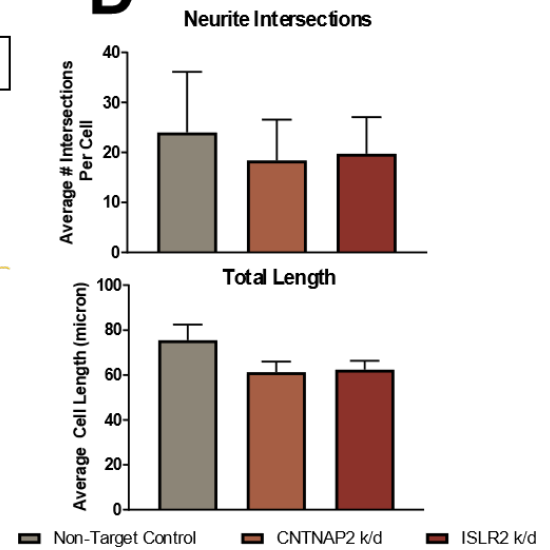 D
Neurite Intersections
Average # Intersections
Per Cell
40
30
20
10
0
Total Length
Average Cell Length (micron)
100
80
60
40
20
0
Non-Target Control
CNTNAP2 k/d
ISLR2 k/d